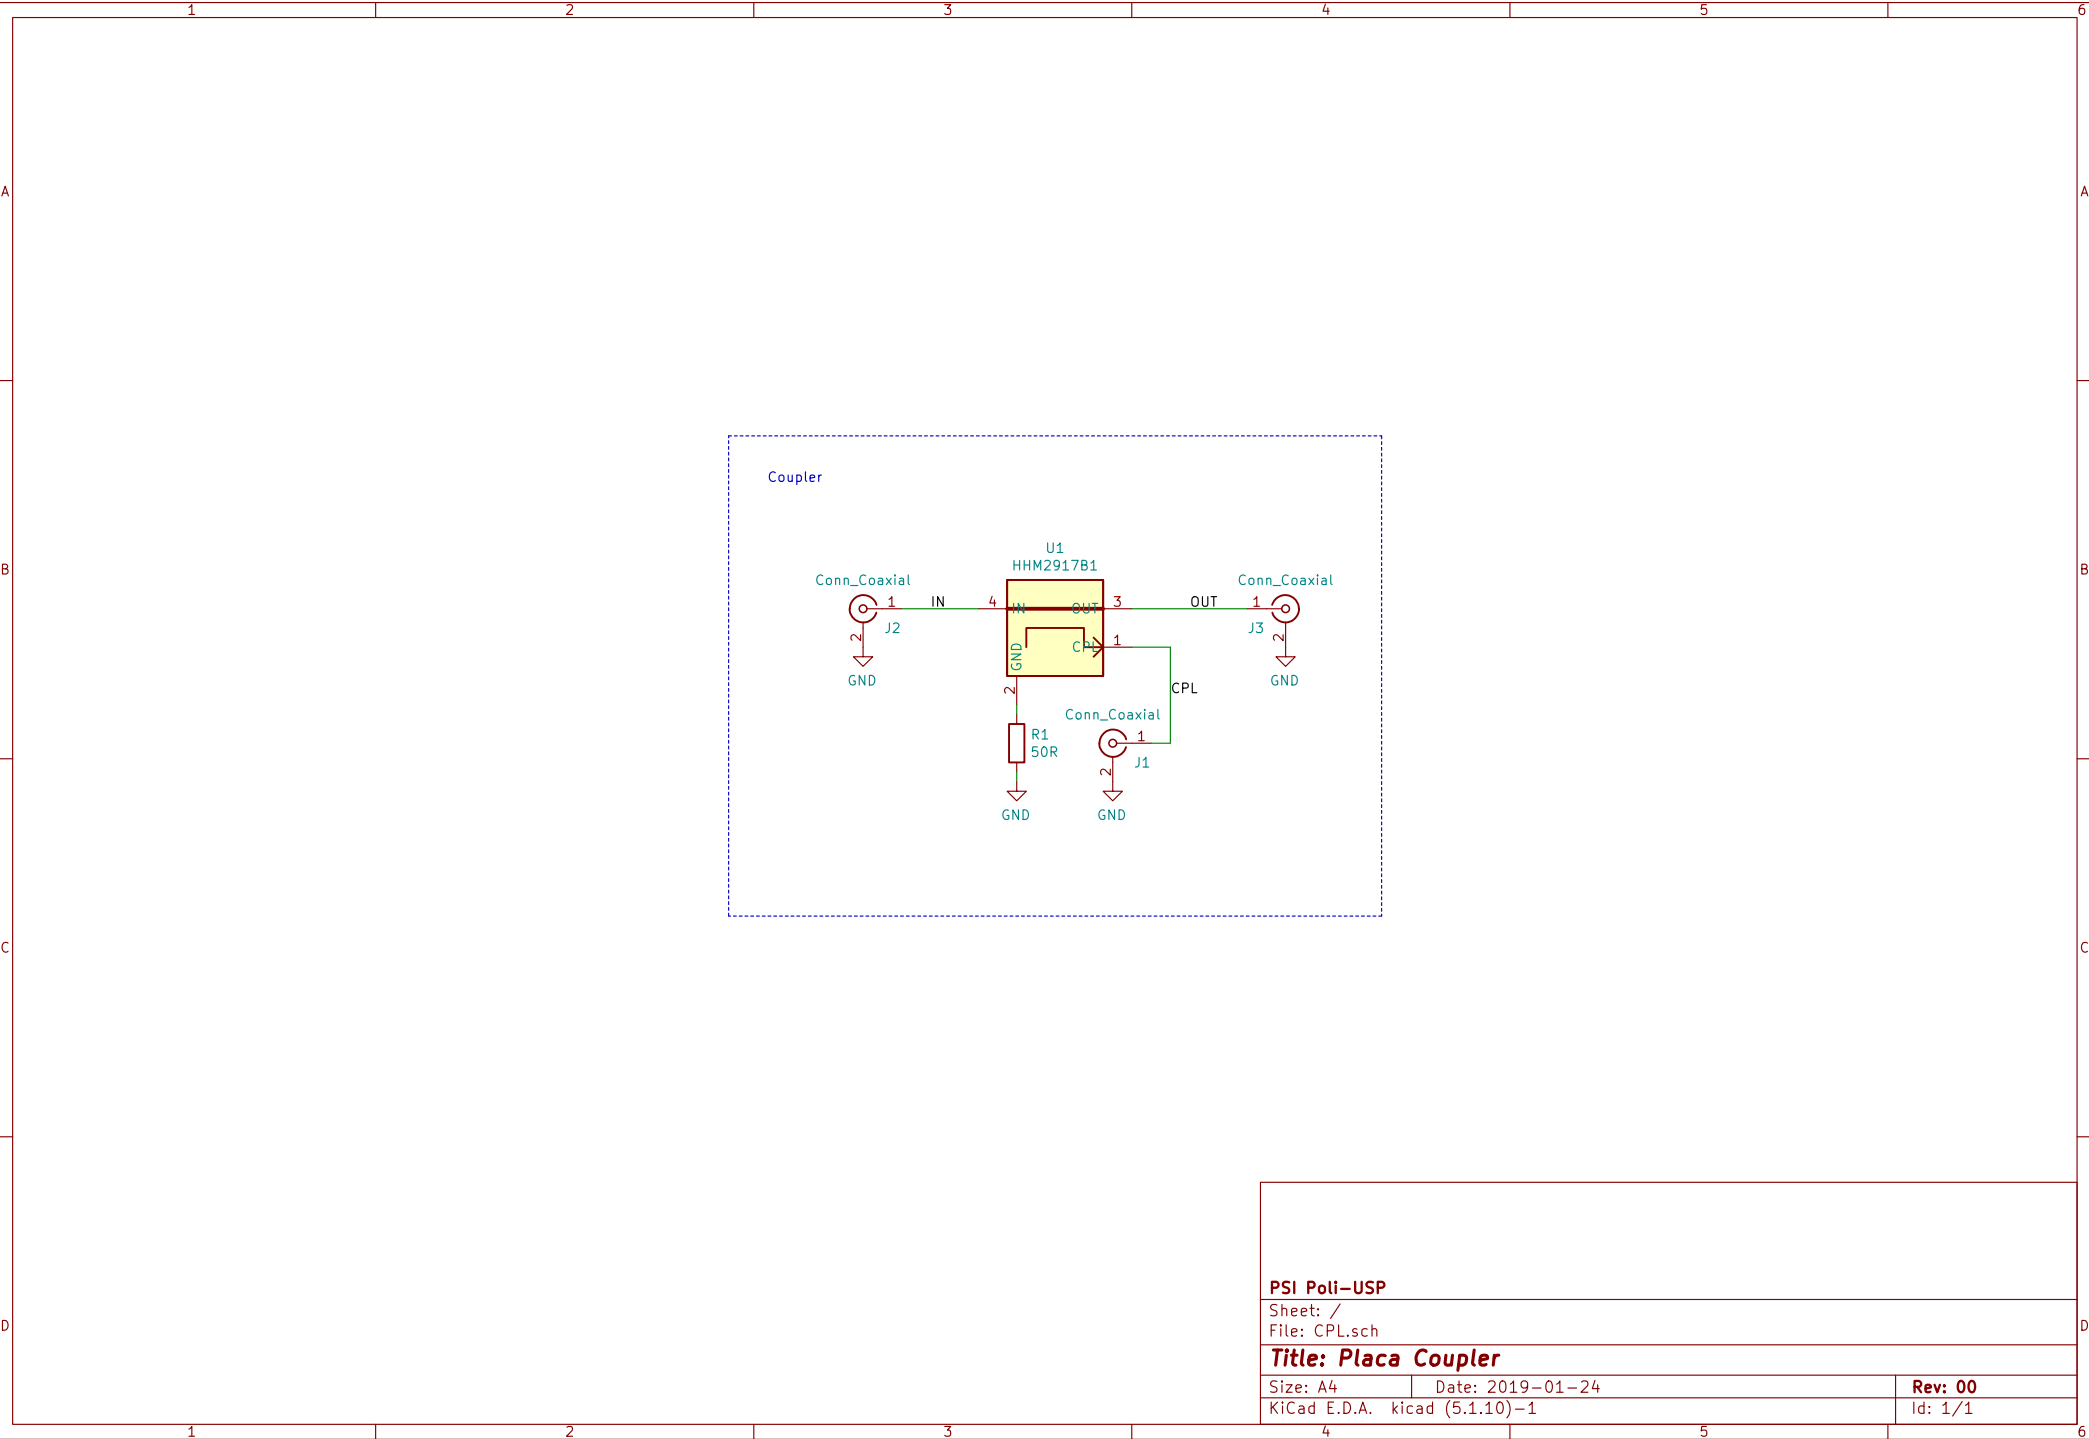 1 2 3 4 5 6
A A
Coupler
U1
HHM2917B1
B B
Conn_Coaxial Conn_Coaxial
1 IN 4 IN OUT 3 OUT 1
J2 J3
2 GND CPL 1 2
GND GND
2 CPL
Conn_Coaxial
R1 1
50R
J1
2
GND GND
C C
PSI Poli-USP
Sheet: /
D D
File: CPL.sch
Title: Placa Coupler
Size: A4 Date: 2019-01-24 Rev: 00
KiCad E.D.A. kicad (5.1.10)-1 Id: 1/1
1 2 3 4 5 6